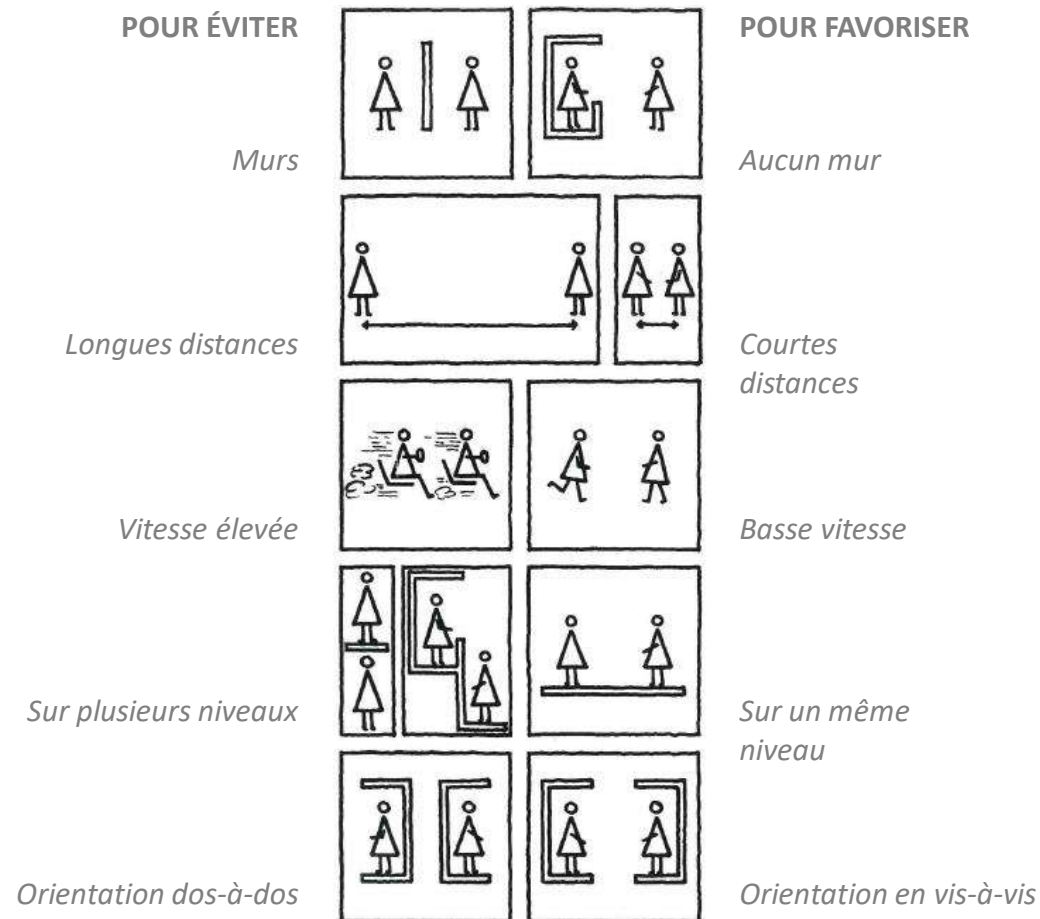 POUR ÉVITER
POUR FAVORISER
Murs
Aucun mur
Longues distances
Courtes
distances
Vitesse élevée
Basse vitesse
Sur plusieurs niveaux
Sur un même
niveau
Orientation dos-à-dos
Orientation en vis-à-vis